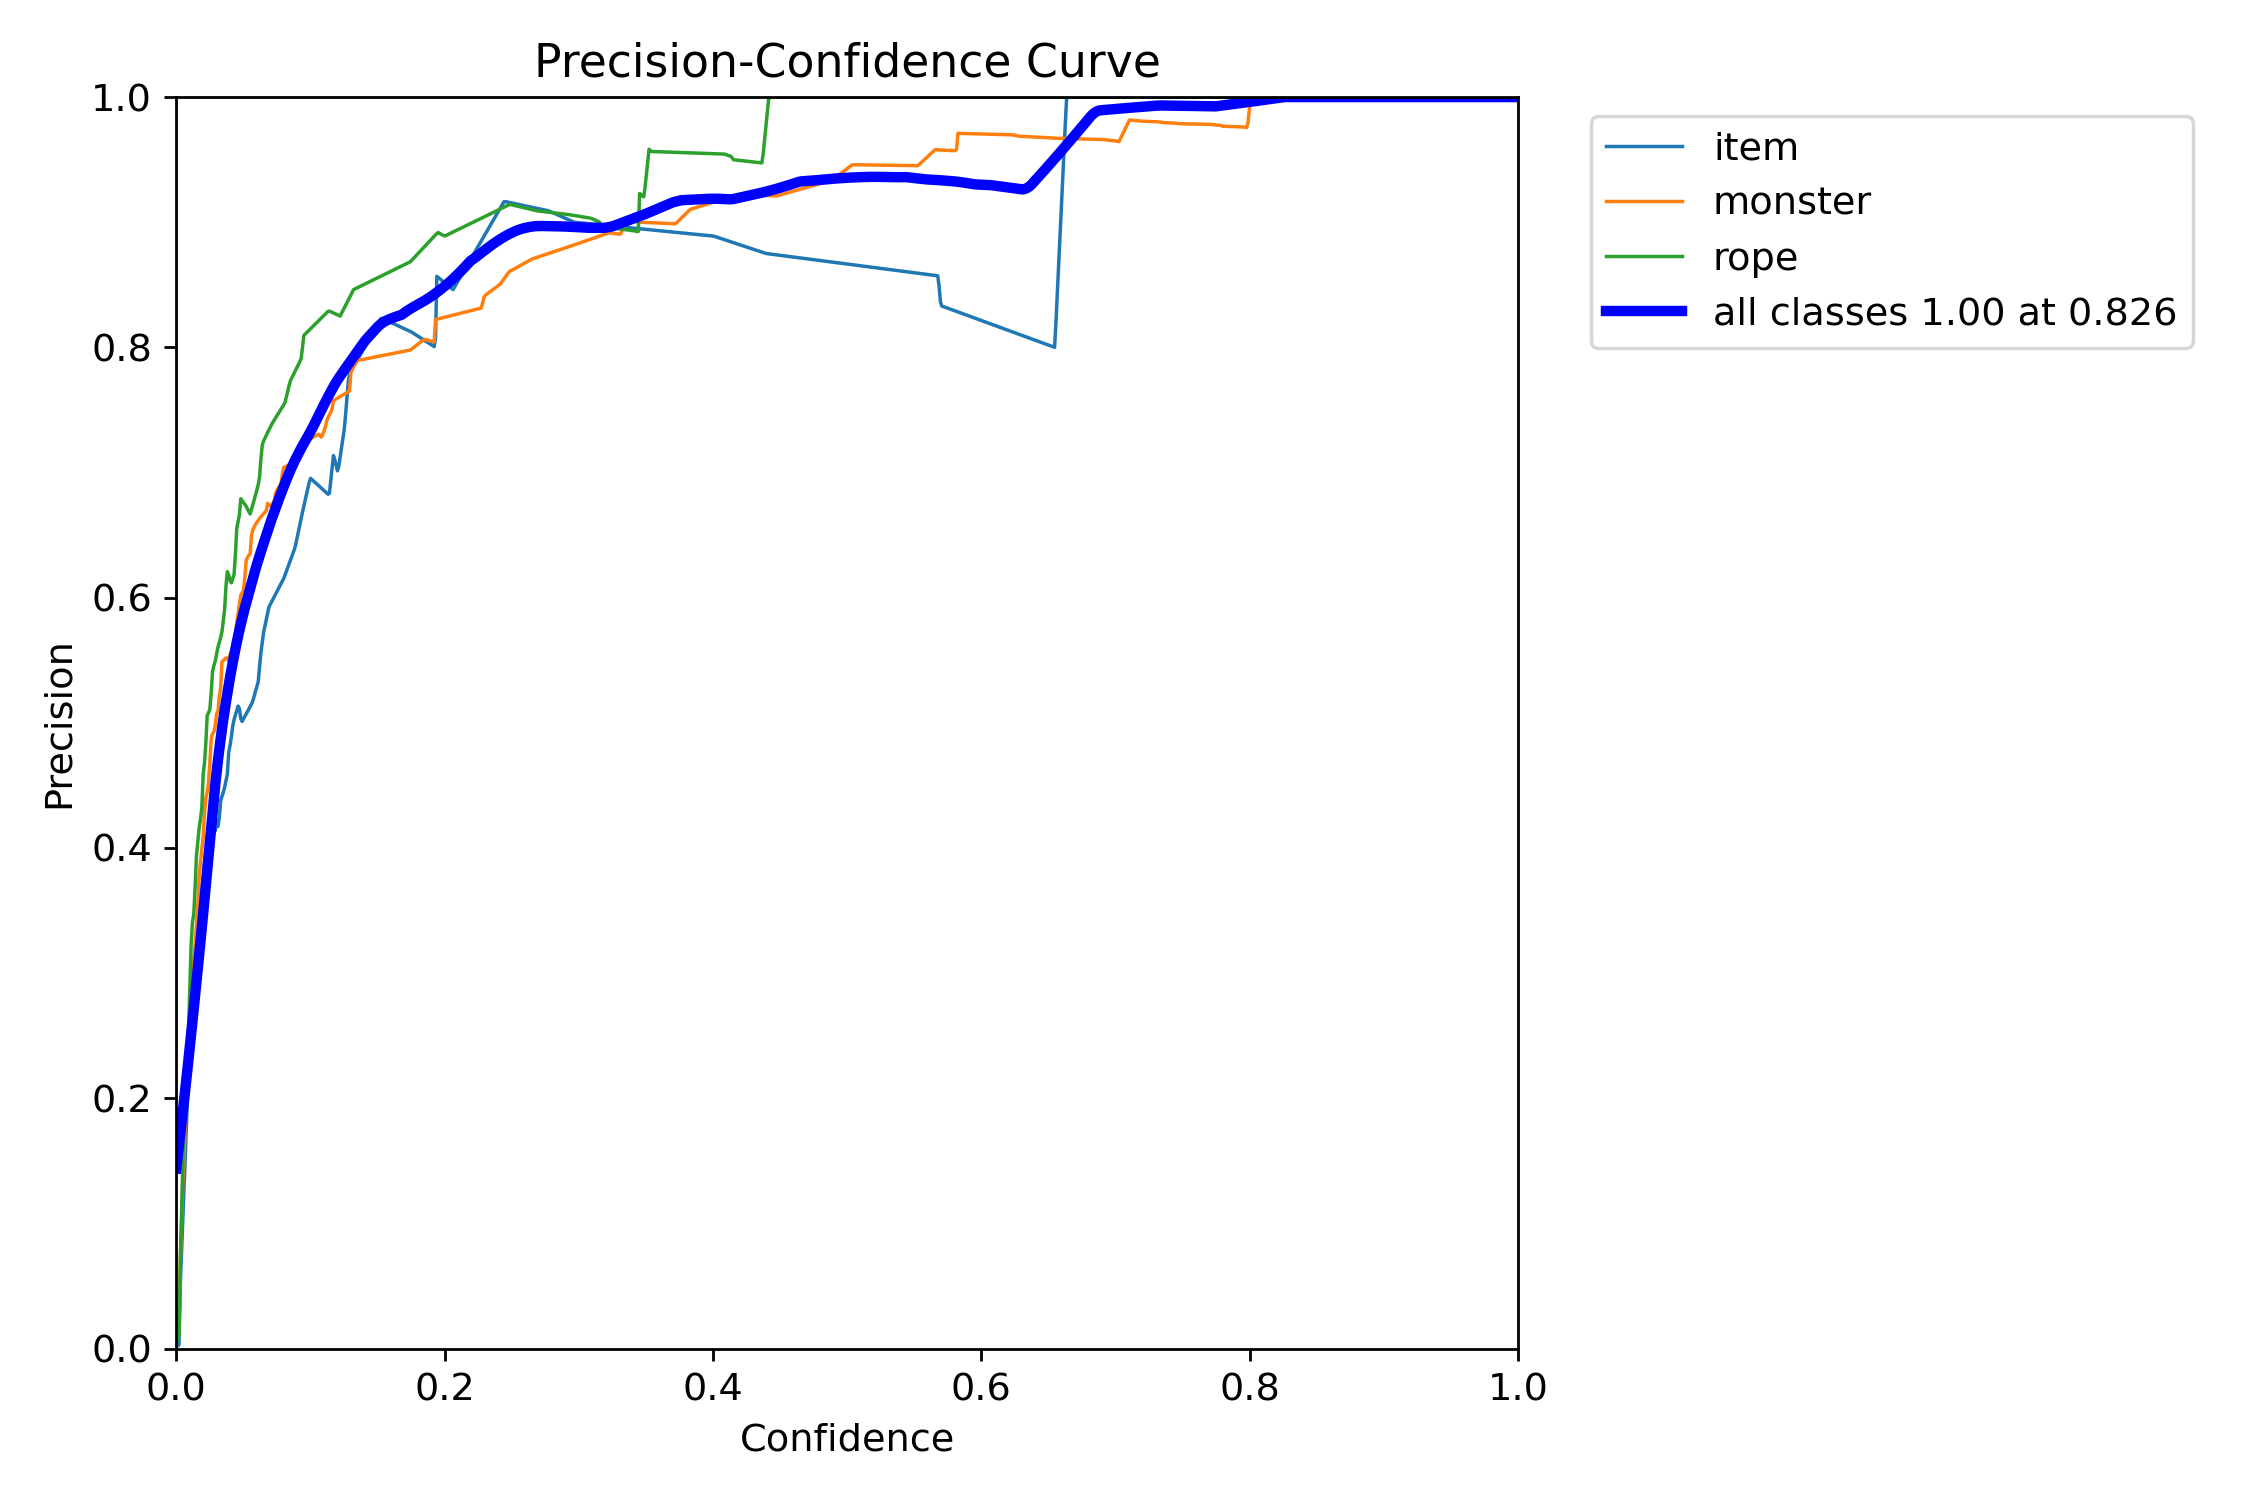 Precision-Confidence Curve
1.0
0.8
0.6
0.4
0.2
0.0
Precision
0.0 0.2 0.4 0.6 0.8 1.0
Confidence
item
monster
rope
all classes 1.00 at 0.826